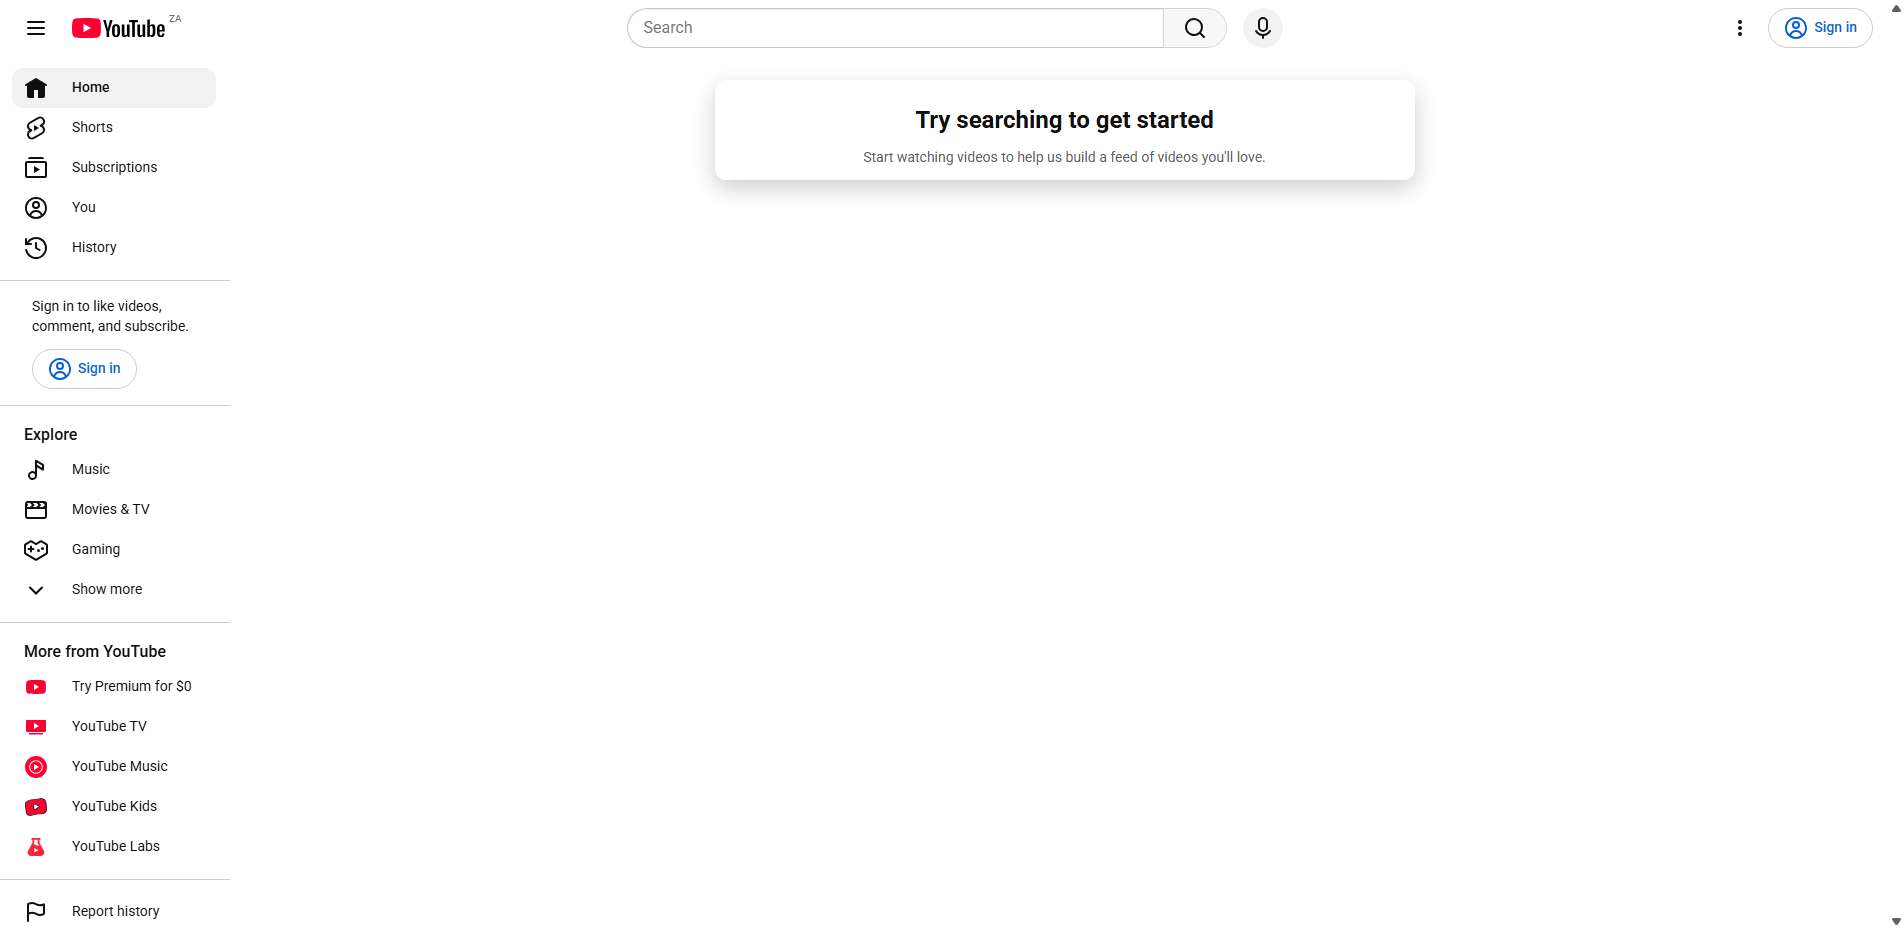 YouTube ZA
Search
Sign in
Home
Shorts
Subscriptions
You
History
Sign in to like videos,
comment, and subscribe.
Sign in
Explore
Music
Movies & TV
Gaming
Show more
More from YouTube
Try Premium for $0
YouTube TV
YouTube Music
YouTube Kids
YouTube Labs
Report history
Try searching to get started
Start watching videos to help us build a feed of videos you'll love.